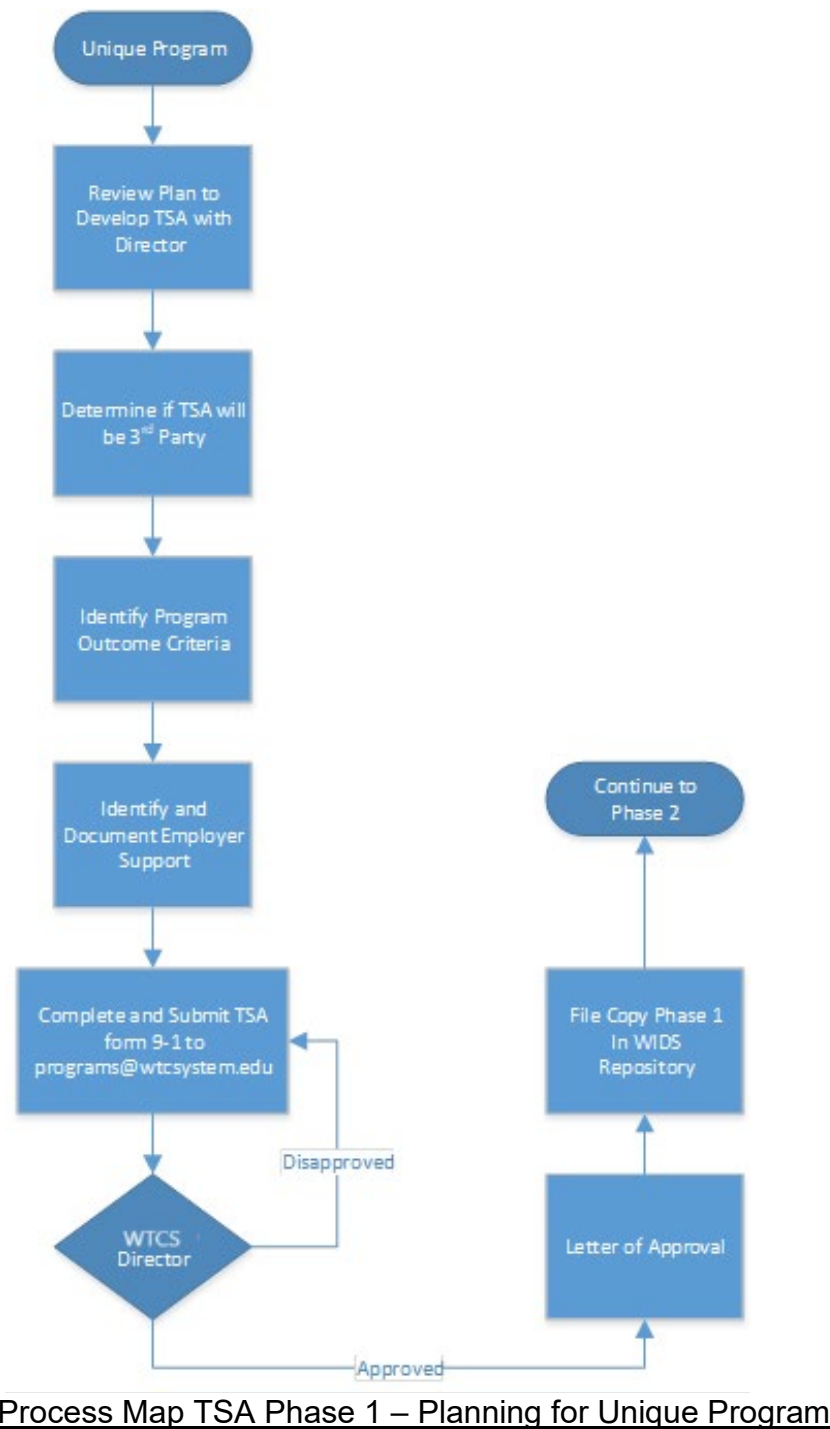 Unique Program
Review Plan to
Develop TSA with
Director
Determine if TSA will
be 3rd Party
Identify Program
Outcome Criteria
Identify and
Document Employer
Support
Complete and Submit TSA
form 9-1 to
programs@wtcsystem.edu
Disapproved
WTCS
Director
Approved
Letter of Approval
File Copy Phase 1
In WIDS
Repository
Continue to
Phase 2
Process Map TSA Phase 1 – Planning for Unique Program